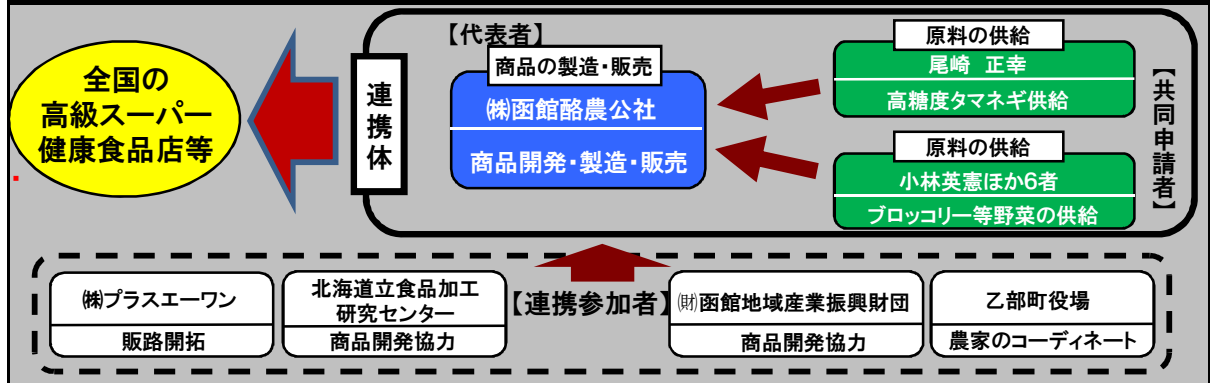 全国の
高級スーパー
健康食品店等
連携体
【代表者】
商品の製造・販売
㈱函館酪農公社
商品開発・製造・販売
原料の供給
尾崎 正幸
高糖度タマネギ供給
原料の供給
小林英憲ほか6者
ブロッコリー等野菜の供給
【共同申請者】
㈱プラスエーワン
販路開拓
北海道立食品加工
研究センター
商品開発協力
【連携参加者】
㈶函館地域産業振興財団
商品開発協力
乙部町役場
農家のコーディネート